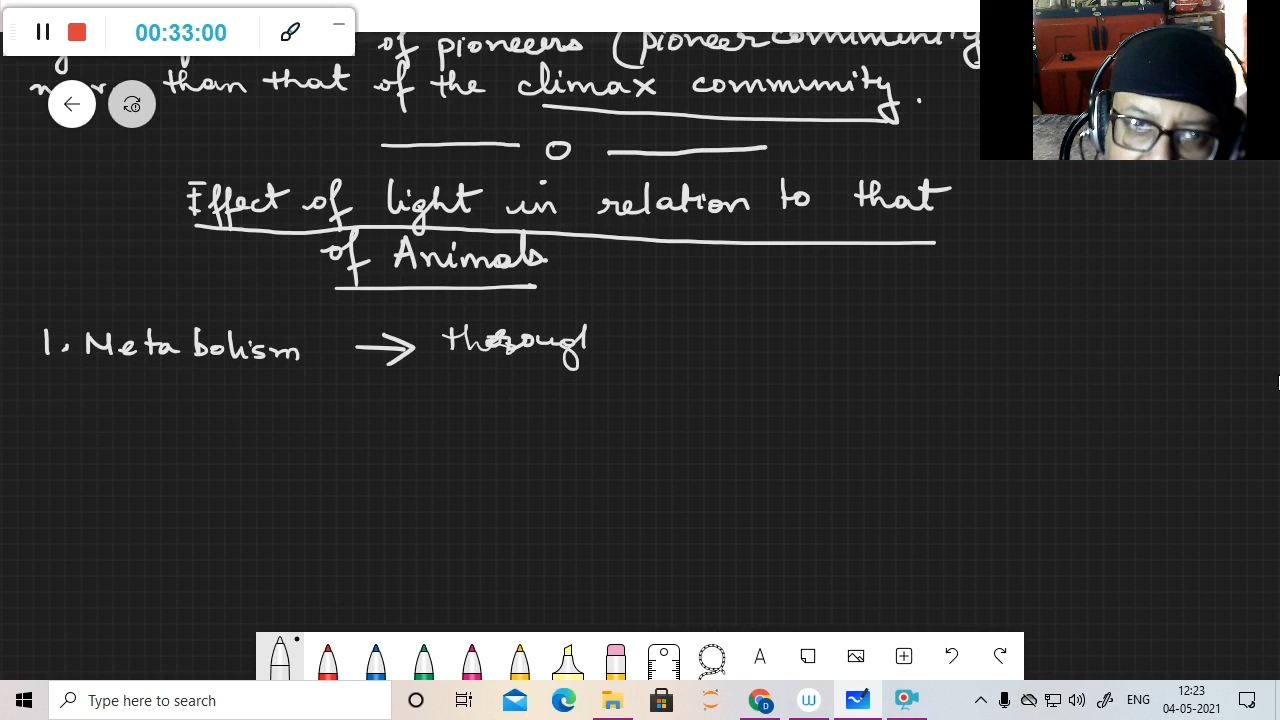 00:33:00
of pioneers (pioneer community
than that of the climax community.
Effect of light in relation to that
of Animals
1. Metabolism → thorough
Type here to search
ENG
12:23
04-05-2021